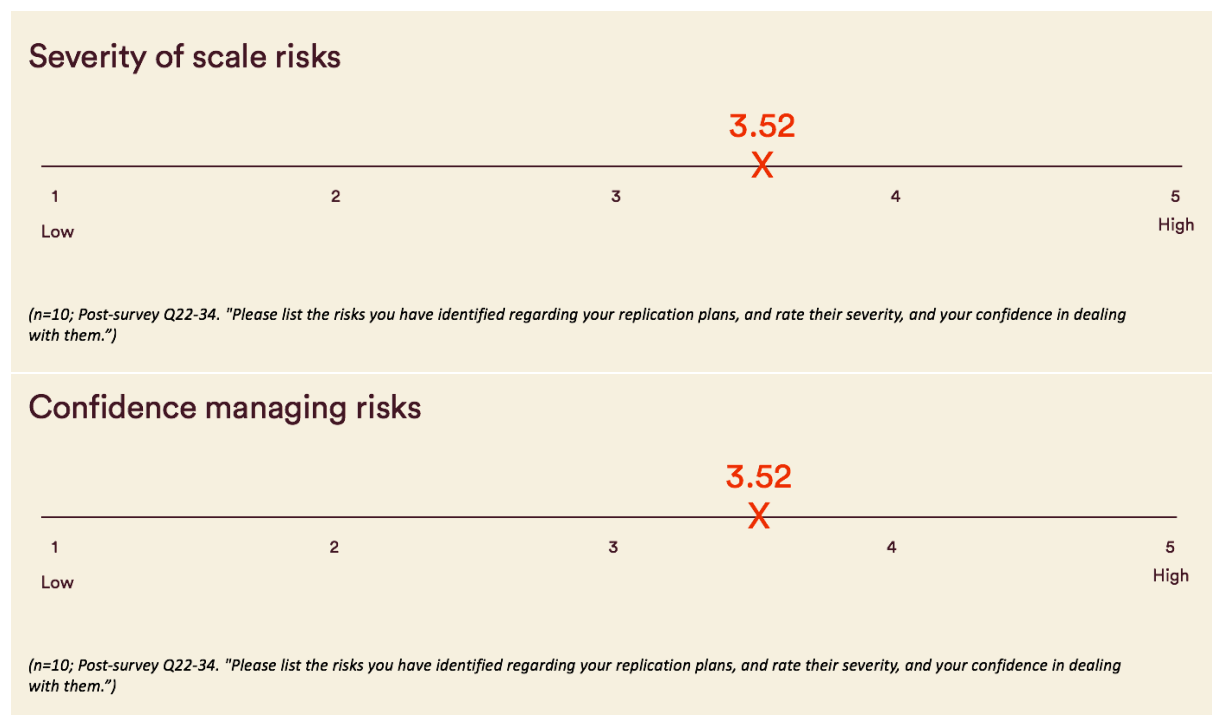 Severity of scale risks
3.52
X
1 2 3 4 5
Low High
(n=10; Post-survey Q22-34. "Please list the risks you have identified regarding your replication plans, and rate their severity, and your confidence in dealing
with them.”)
Confidence managing risks
3.52
X
1 2 3 4 5
Low High
(n=10; Post-survey Q22-34. "Please list the risks you have identified regarding your replication plans, and rate their severity, and your confidence in dealing
with them.”)